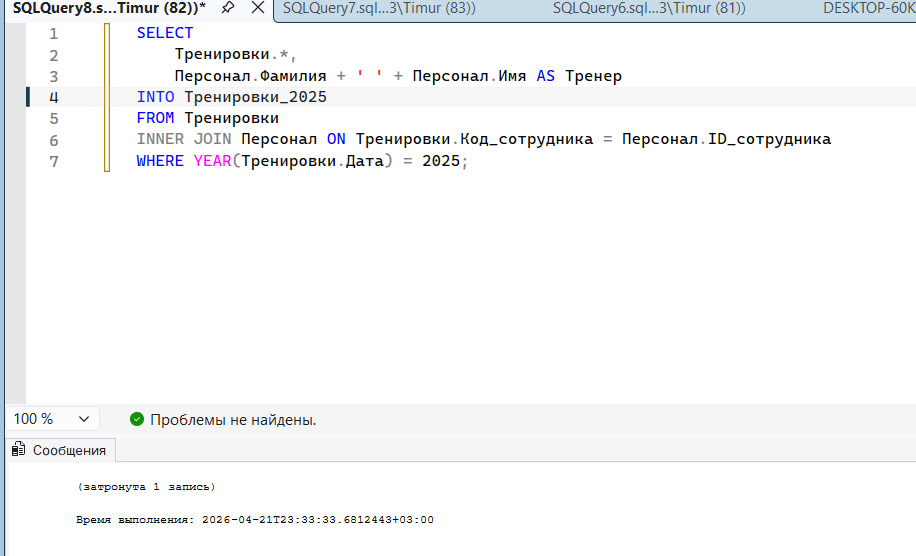 SQLQuery8.s...Timur (82))* SQLQuery7.sql...3\Timur (83)) SQLQuery6.sql...3\Timur (81)) DESKTOP-60K
1 SELECT
2 Тренировки.*,
3 Персонал.Фамилия + ' ' + Персонал.Имя AS Тренер
4 INTO Тренировки_2025
5 FROM Тренировки
6 INNER JOIN Персонал ON Тренировки.Код_сотрудника = Персонал.ID_сотрудника
7 WHERE YEAR(Тренировки.Дата) = 2025;
100 % Проблемы не найдены.
Сообщения
(затронута 1 запись)
Время выполнения: 2026-04-21T23:33:33.6812443+03:00